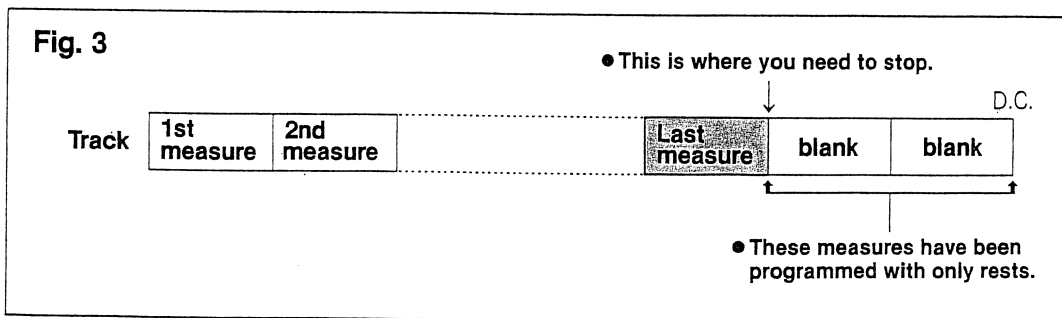 Fig. 3
● This is where you need to stop.
D.C.
Track
1st
measure
2nd
measure
Last
measure
blank
blank
● These measures have been
programmed with only rests.